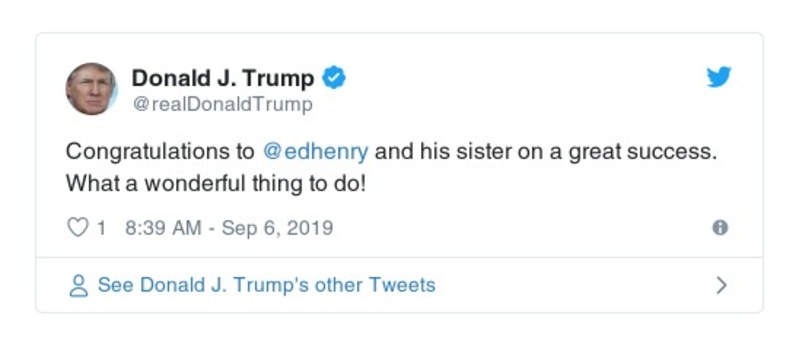 Donald J. Trump
@realDonaldTrump
Congratulations to @edhenry and his sister on a great success.
What a wonderful thing to do!
1 8:39 AM - Sep 6, 2019
See Donald J. Trump's other Tweets